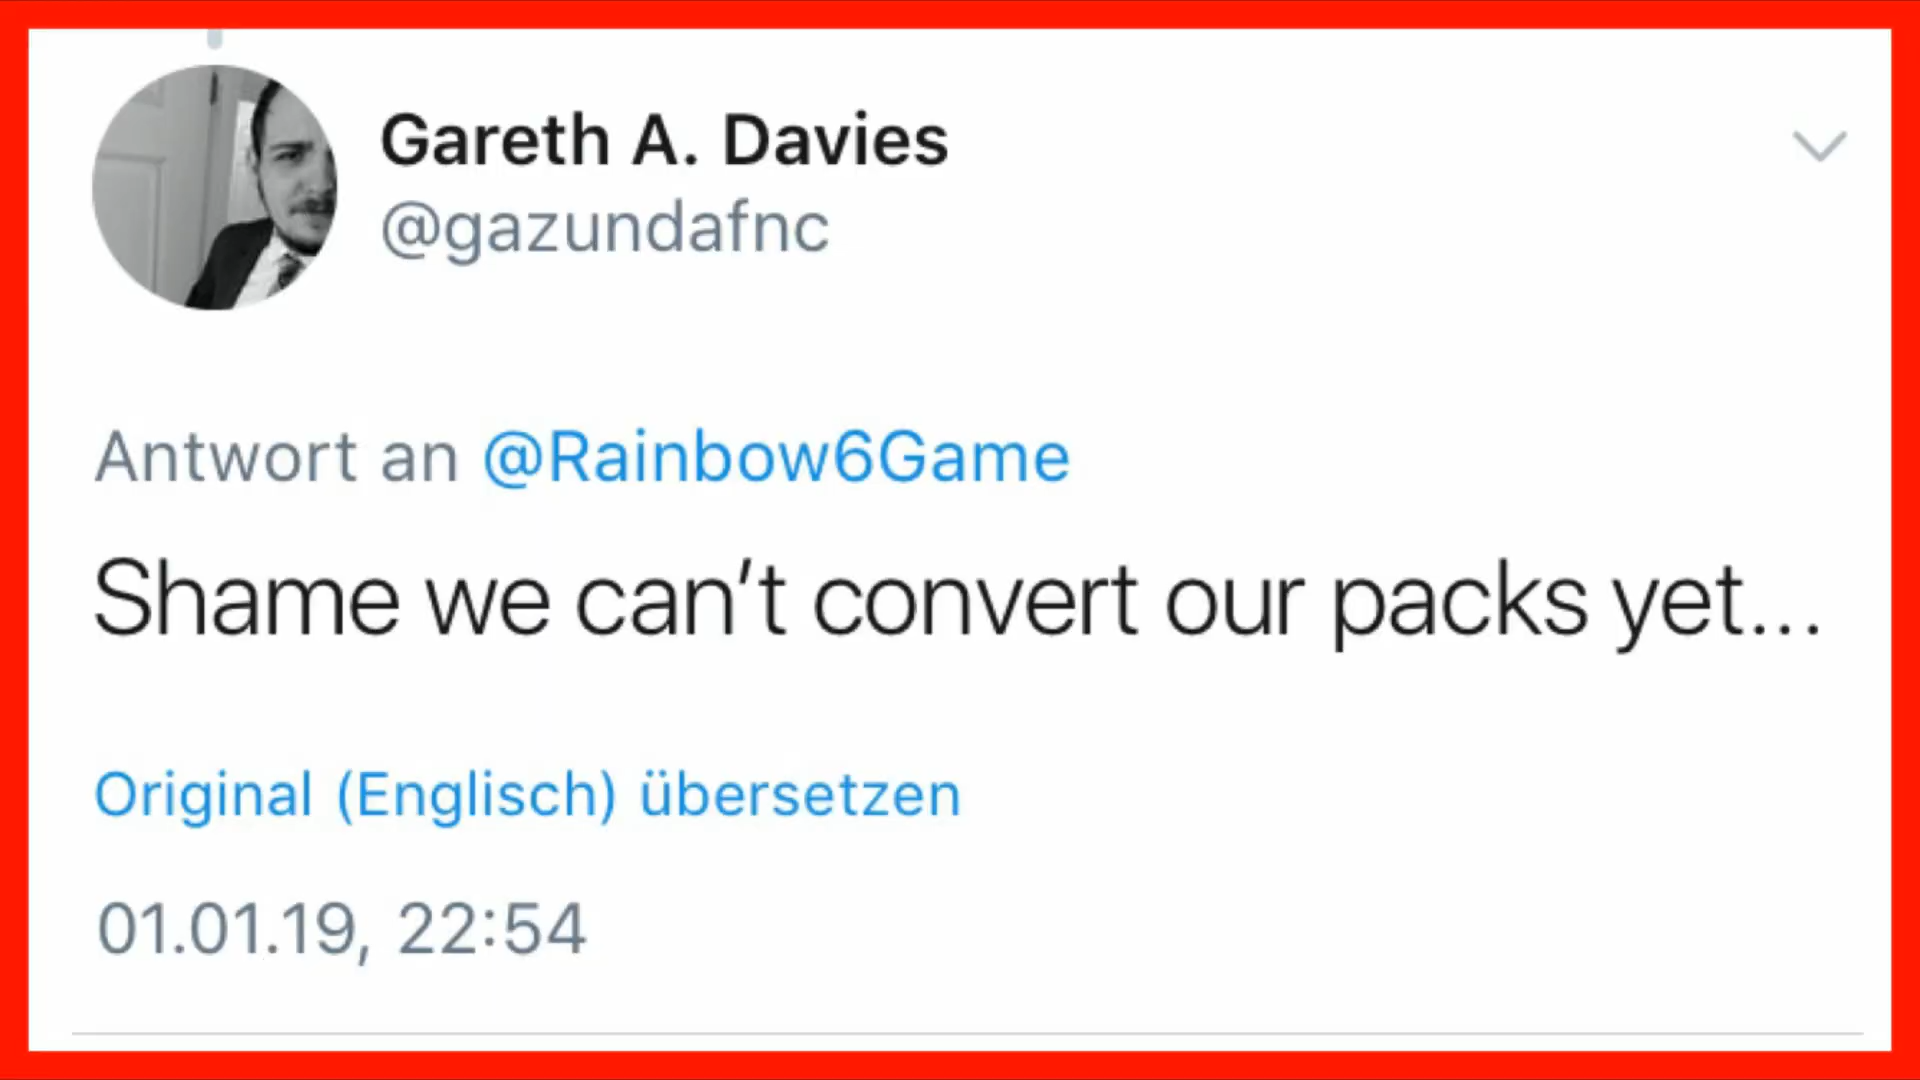 Gareth A. Davies
@gazundafnc
Antwort an @Rainbow6Game
Shame we can’t convert our packs yet...
Original (Englisch) übersetzen
01.01.19, 22:54